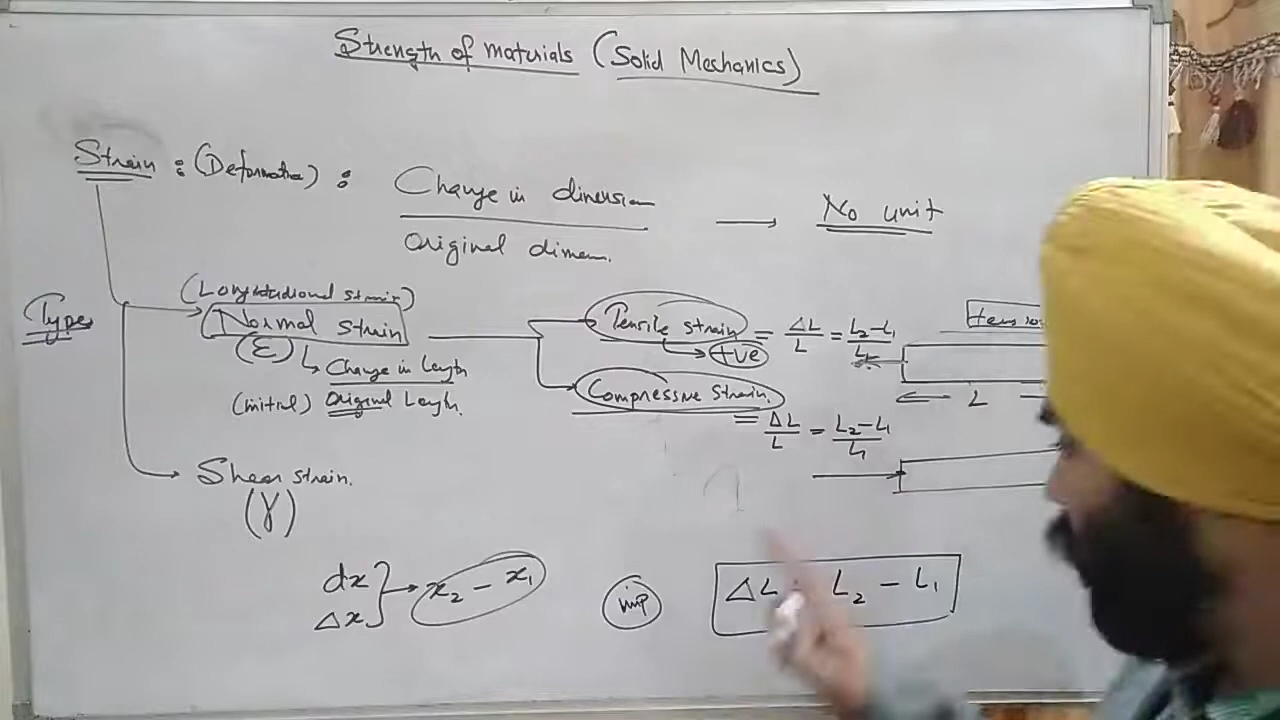 Strength of materials (Solid Mechanics)
Strain : (Deformation) : Change in dimension / Original dimen. → No unit
Types
(Longitudional strain)
Normal strain
(ε) Change in Length
(initial) Original Length.
Tensile strain = ΔL/L = L2-L1/L1
+ve
Compressive strain.
= ΔL/L = L2-L1/L1
tension
L
Shear strain.
(γ)
dx
Δx } → x2 - x1
imp
ΔL = L2 - L1